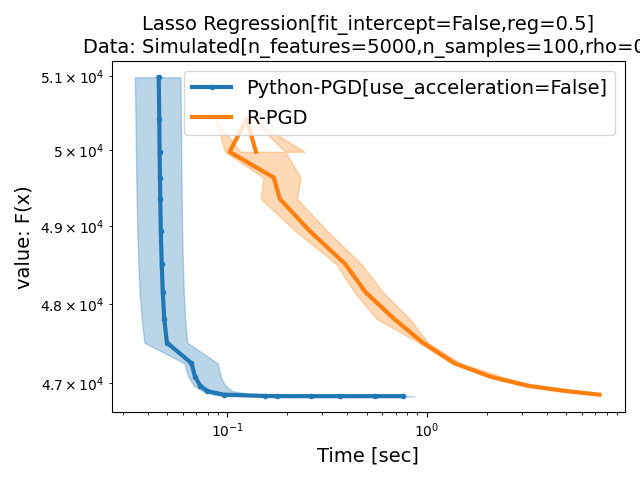 Lasso Regression[fit_intercept=False,reg=0.5]
Data: Simulated[n_features=5000,n_samples=100,rho=0
Python-PGD[use_acceleration=False]
R-PGD
value: F(x)
5.1 × 10⁴
5 × 10⁴
4.9 × 10⁴
4.8 × 10⁴
4.7 × 10⁴
10⁻¹
10⁰
Time [sec]